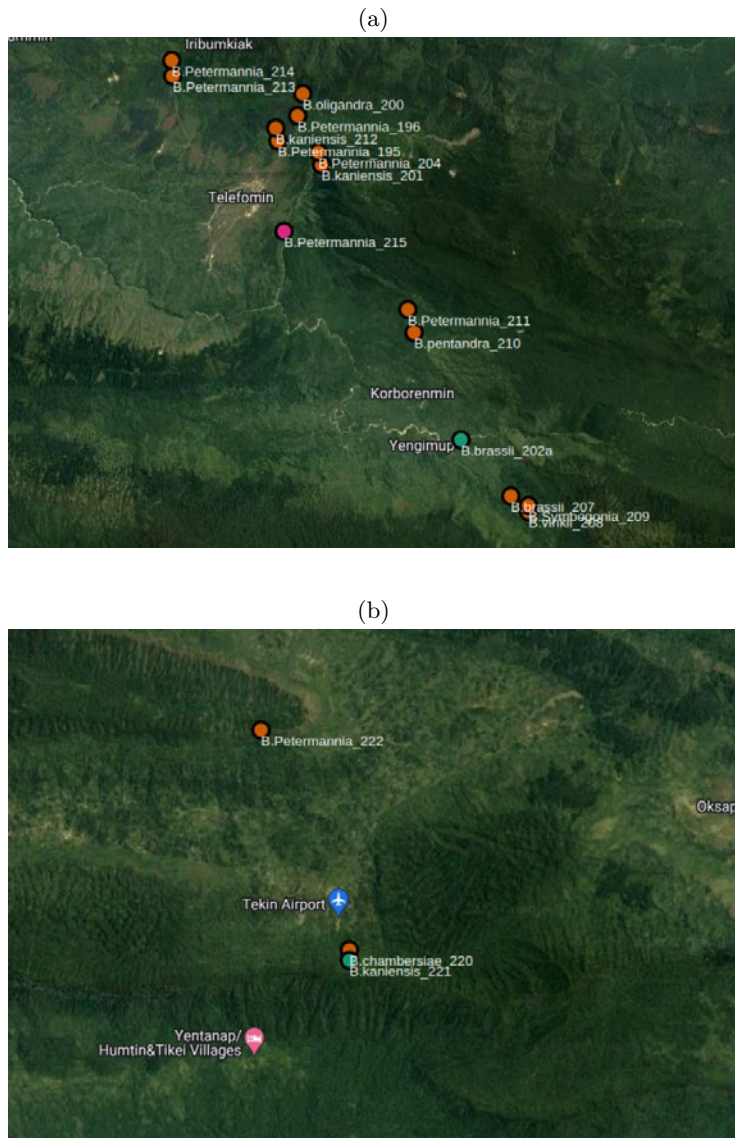 (a)
Iribumkiak
B.Petermannia_214
B.Petermannia_213
B.oligandra_200
B.Petermannia_196
B.kaniensis_212
B.Petermannia_195
B.Petermannia_204
B.kaniensis_201
Telefomin
B.Petermannia_215
B.Petermannia_211
B.pentandra_210
Korborenmin
Yengimup
B.brassii_202a
B.brassii_207
B.Symbegonia_209
(b)
B.Petermannia_222
Oksap
Tekin Airport
B.chambersiae_220
B.kaniensis_221
Yentanap/
Humtin&Tikei Villages